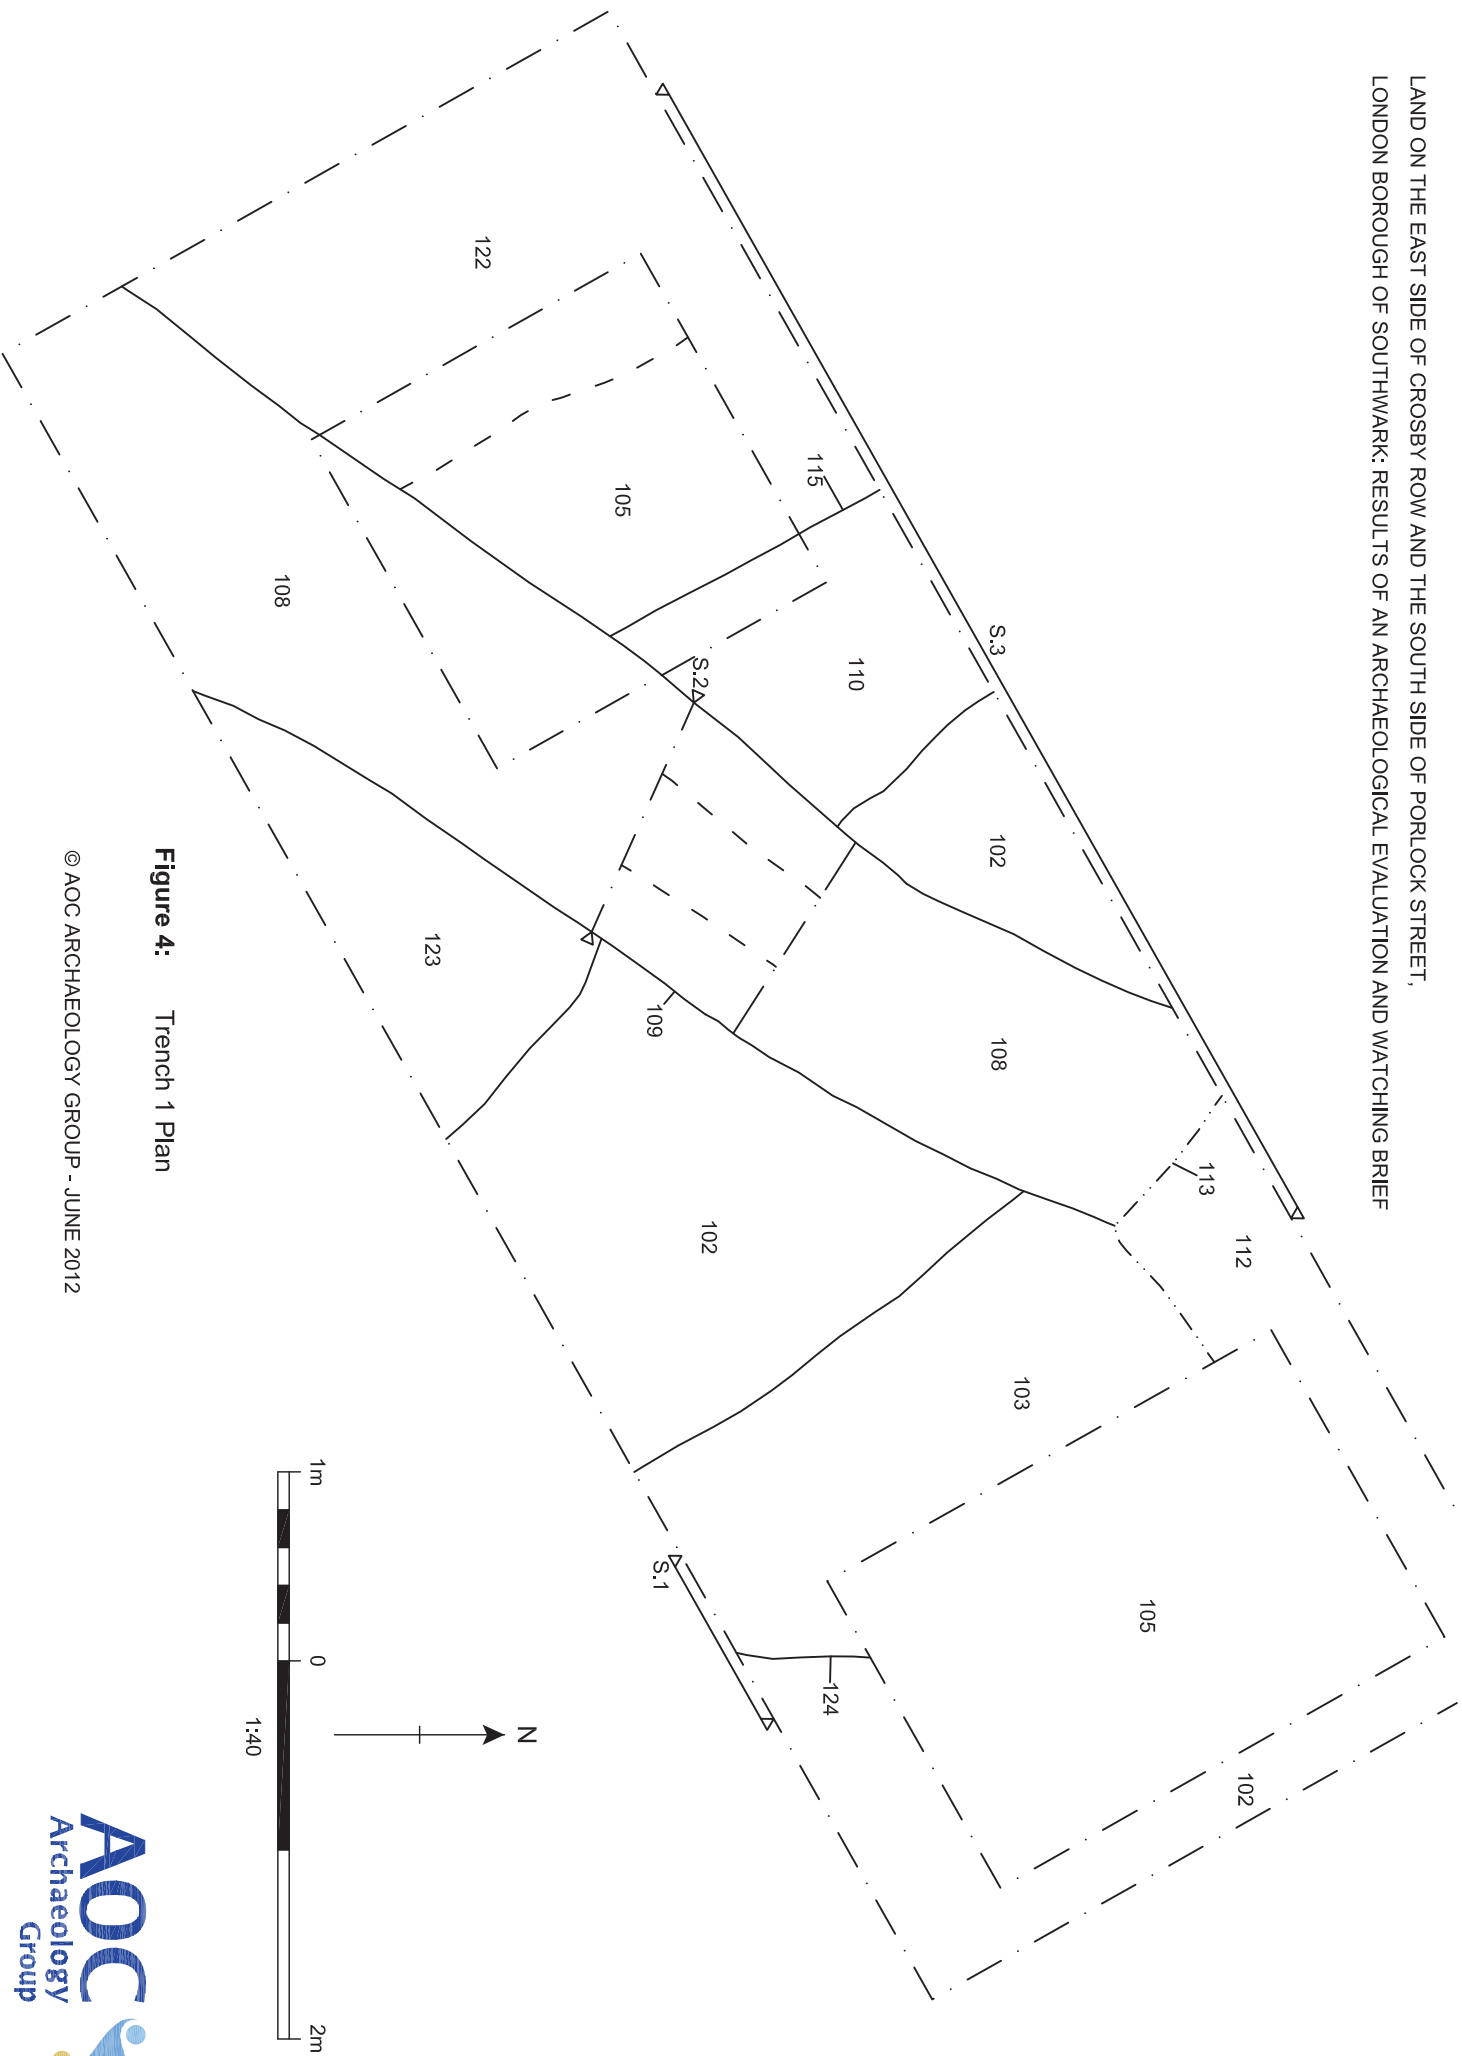 LAND ON THE EAST SIDE OF CROSBY ROW AND THE SOUTH SIDE OF PORLOCK STREET,
LONDON BOROUGH OF SOUTHWARK: RESULTS OF AN ARCHAEOLOGICAL EVALUATION AND WATCHING BRIEF
S.3
122
115
105
110
102
108
S.2
108
113
112
123
109
102
103
105
102
S.1
124
N
1m
0
2m
1:40
Figure 4: Trench 1 Plan
© AOC ARCHAEOLOGY GROUP - JUNE 2012
AOC
Archaeology
Group